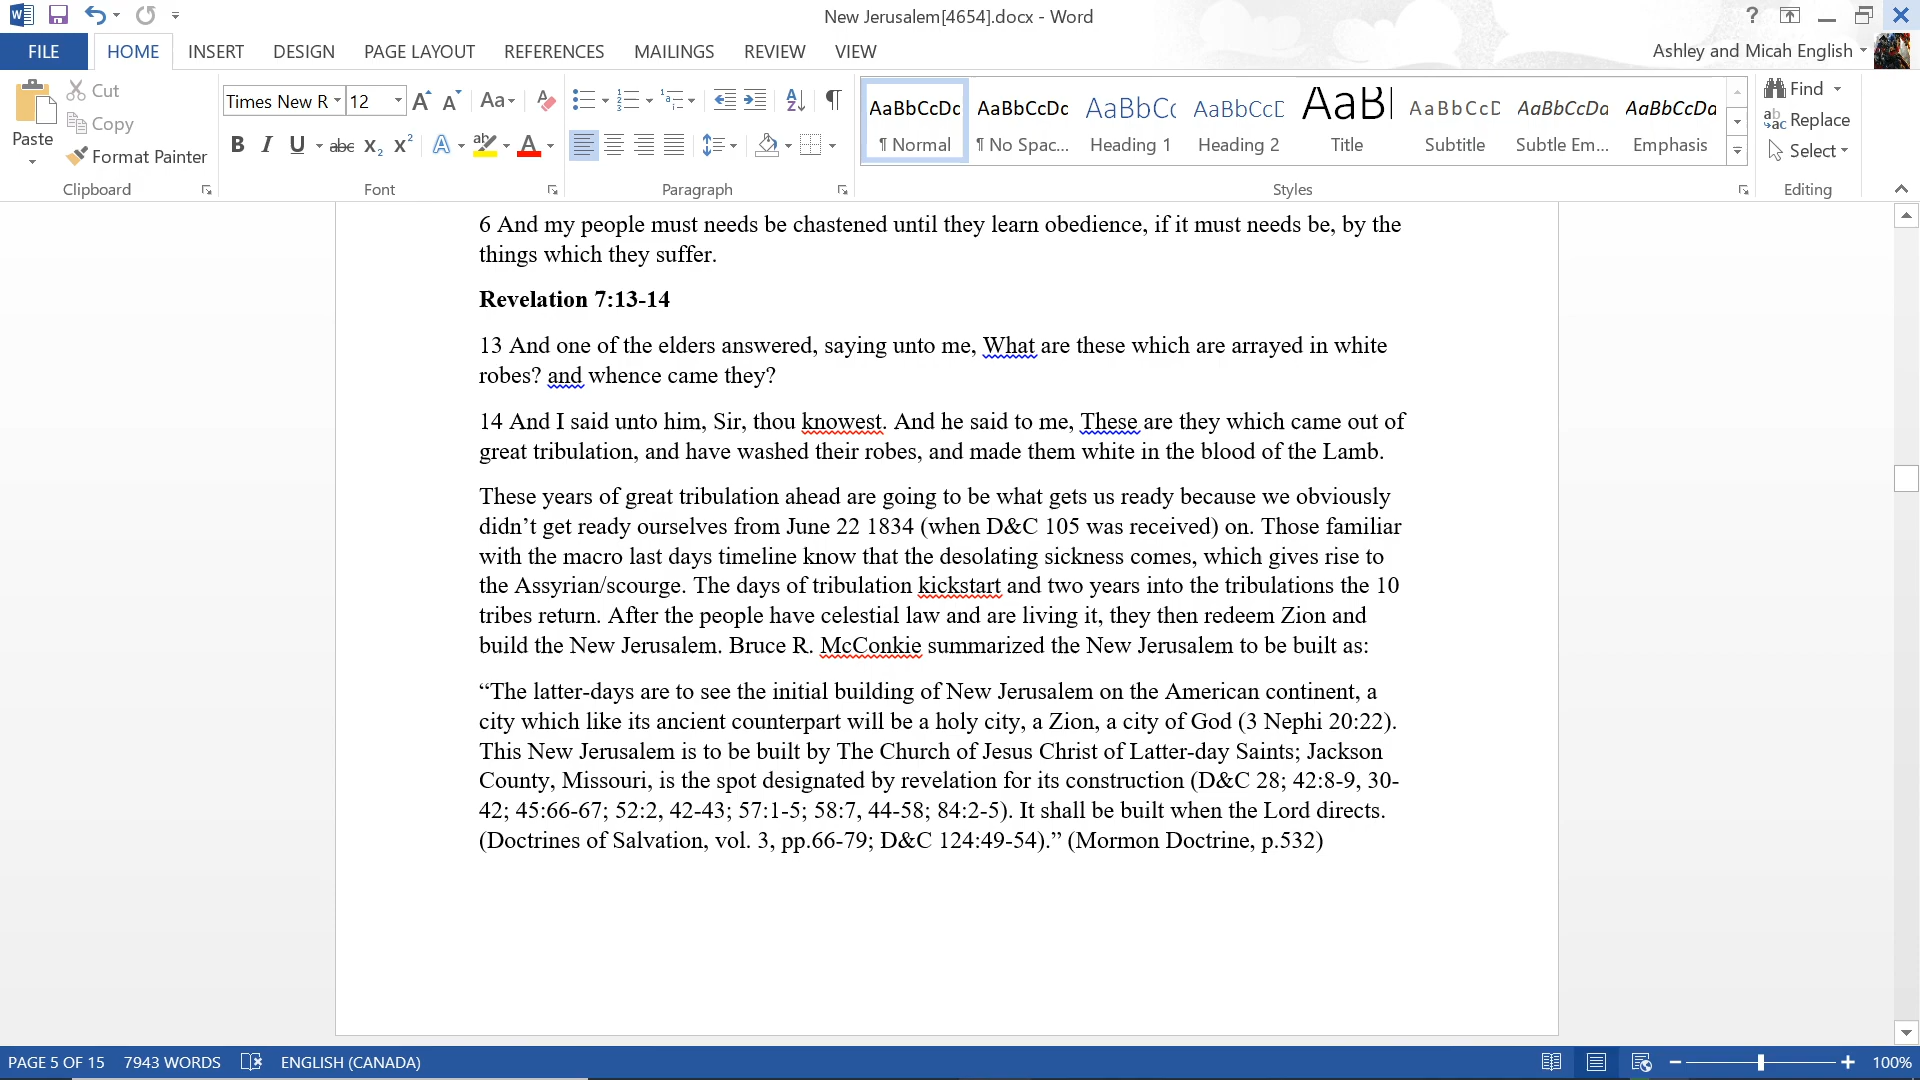 New Jerusalem[4654].docx - Word
?
FILE HOME INSERT DESIGN PAGE LAYOUT REFERENCES MAILINGS REVIEW VIEW
Ashley and Micah English
Paste
Cut
Copy
Format Painter
Clipboard
Times New R 12
Font
Paragraph
AaBbCcDc AaBbCcDc AaBbCc AaBbCcD AaBl AaBbCcD AaBbCcDd AaBbCcDd
¶ Normal ¶ No Spac... Heading 1 Heading 2 Title Subtitle Subtle Em... Emphasis
Styles
Find
Replace
Select
Editing
6 And my people must needs be chastened until they learn obedience, if it must needs be, by the
things which they suffer.
Revelation 7:13-14
13 And one of the elders answered, saying unto me, What are these which are arrayed in white
robes? and whence came they?
14 And I said unto him, Sir, thou knowest. And he said to me, These are they which came out of
great tribulation, and have washed their robes, and made them white in the blood of the Lamb.
These years of great tribulation ahead are going to be what gets us ready because we obviously
didn’t get ready ourselves from June 22 1834 (when D&C 105 was received) on. Those familiar
with the macro last days timeline know that the desolating sickness comes, which gives rise to
the Assyrian/scourge. The days of tribulation kickstart and two years into the tribulations the 10
tribes return. After the people have celestial law and are living it, they then redeem Zion and
build the New Jerusalem. Bruce R. McConkie summarized the New Jerusalem to be built as:
“The latter-days are to see the initial building of New Jerusalem on the American continent, a
city which like its ancient counterpart will be a holy city, a Zion, a city of God (3 Nephi 20:22).
This New Jerusalem is to be built by The Church of Jesus Christ of Latter-day Saints; Jackson
County, Missouri, is the spot designated by revelation for its construction (D&C 28; 42:8-9, 30-
42; 45:66-67; 52:2, 42-43; 57:1-5; 58:7, 44-58; 84:2-5). It shall be built when the Lord directs.
(Doctrines of Salvation, vol. 3, pp.66-79; D&C 124:49-54).” (Mormon Doctrine, p.532)
PAGE 5 OF 15 7943 WORDS ENGLISH (CANADA)
100%